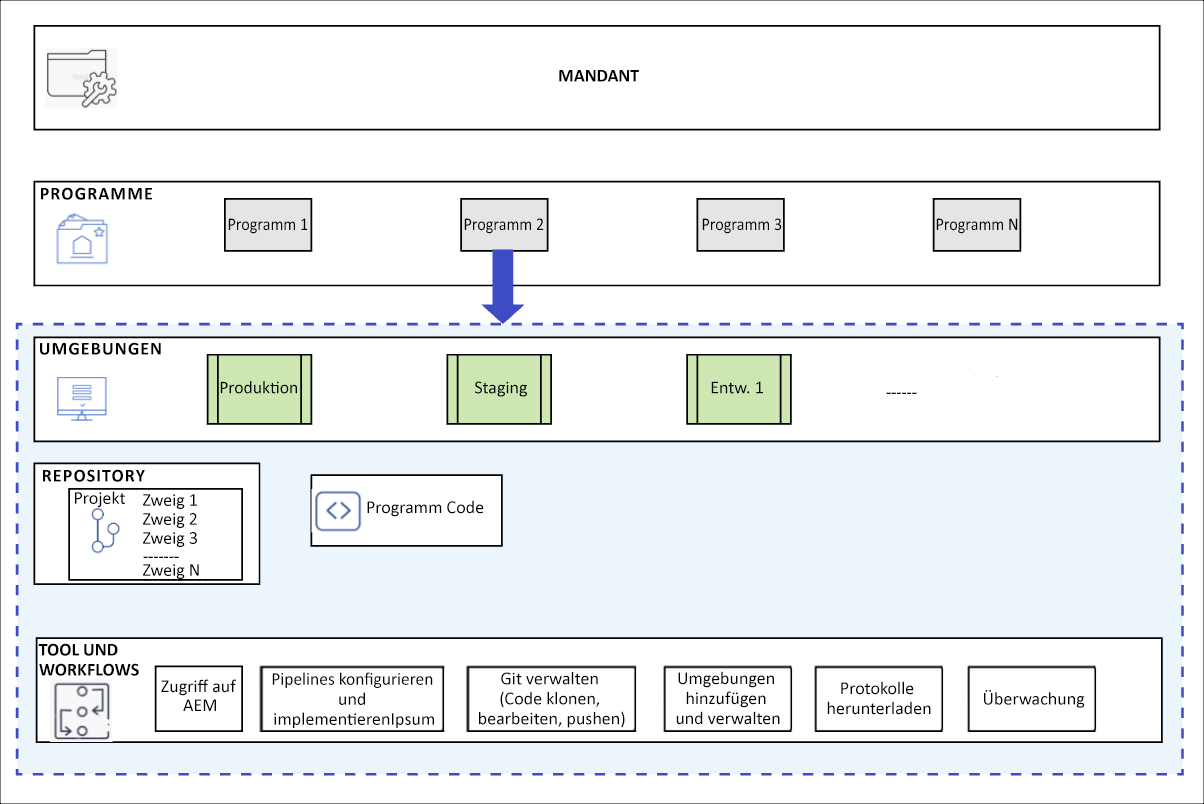 MANDANT
PROGRAMME
Programm 1
Programm 2
Programm 3
Programm N
UMGEBUNGEN
Produktion
Staging
Entw. 1
------
REPOSITORY
Projekt
Zweig 1
Zweig 2
Zweig 3
-------
Zweig N
Programm Code
TOOL UND
WORKFLOWS
Zugriff auf
AEM
Pipelines konfigurieren
und
implementierenIpsum
Git verwalten
(Code klonen,
bearbeiten, pushen)
Umgebungen
hinzufügen
und verwalten
Protokolle
herunterladen
Überwachung